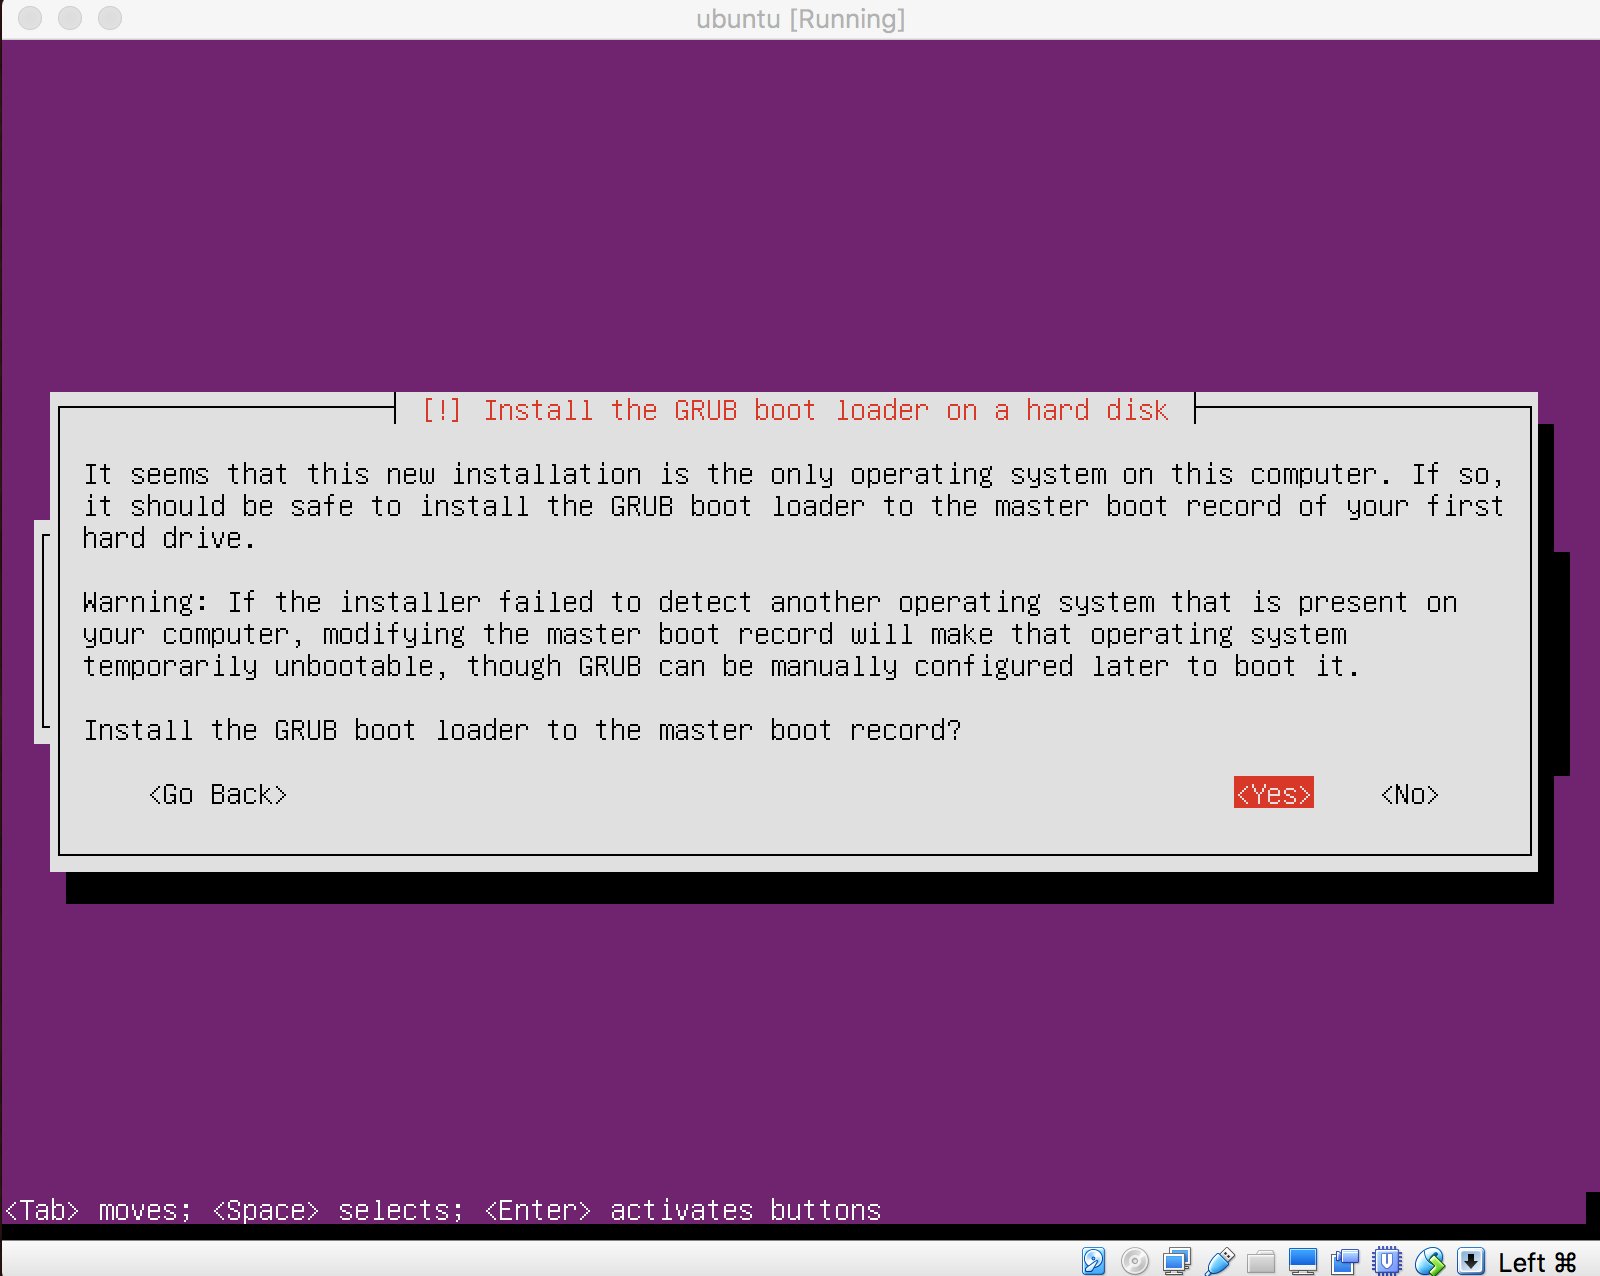 ubuntu [Running]
[!] Install the GRUB boot loader on a hard disk
It seems that this new installation is the only operating system on this computer. If so,
it should be safe to install the GRUB boot loader to the master boot record of your first
hard drive.
Warning: If the installer failed to detect another operating system that is present on
your computer, modifying the master boot record will make that operating system
temporarily unbootable, though GRUB can be manually configured later to boot it.
Install the GRUB boot loader to the master boot record?
<Go Back> <Yes> <No>
<Tab> moves; <Space> selects; <Enter> activates buttons
Left ⌘